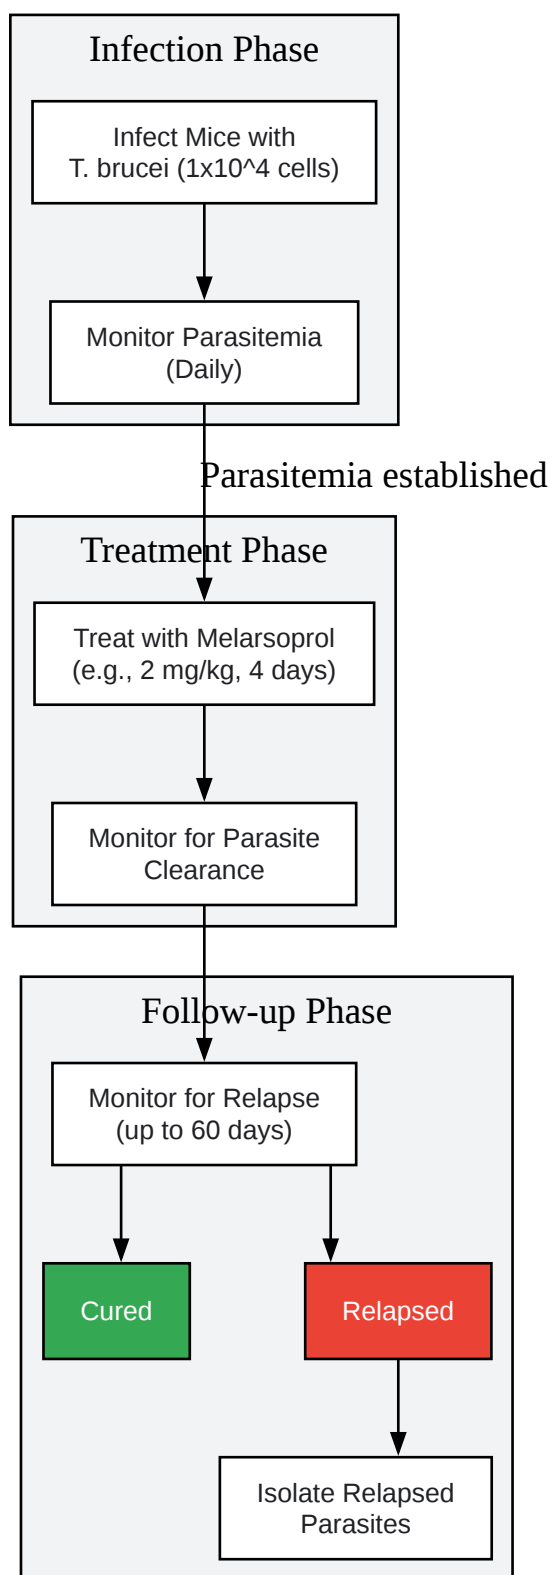 Infection Phase
Infect Mice with
T. brucei (1x10^4 cells)
Monitor Parasitemia
(Daily)
Parasitemia established
Treatment Phase
Treat with Melarsoprol
(e.g., 2 mg/kg, 4 days)
Monitor for Parasite
Clearance
Follow-up Phase
Monitor for Relapse
(up to 60 days)
Cured
Relapsed
Isolate Relapsed
Parasites